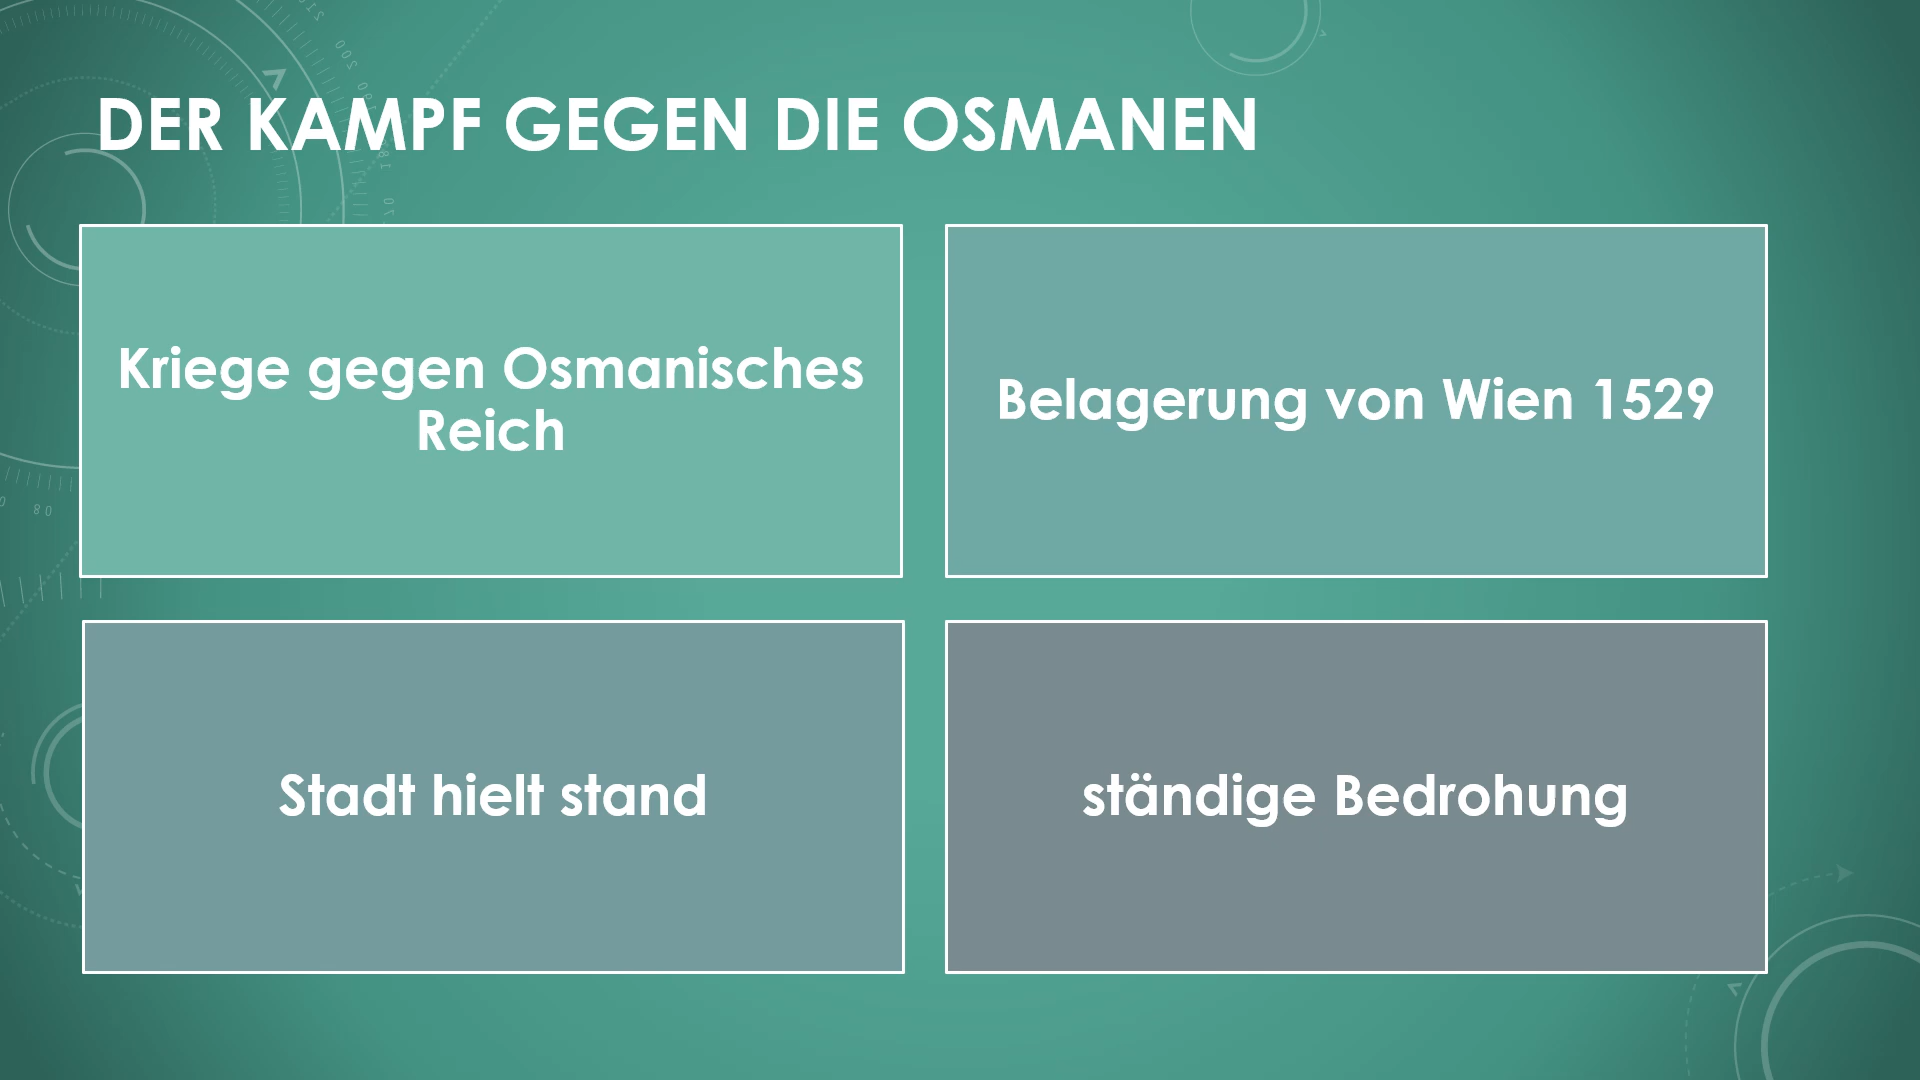 DER KAMPF GEGEN DIE OSMANEN
Kriege gegen Osmanisches
Reich
Belagerung von Wien 1529
Stadt hielt stand
ständige Bedrohung